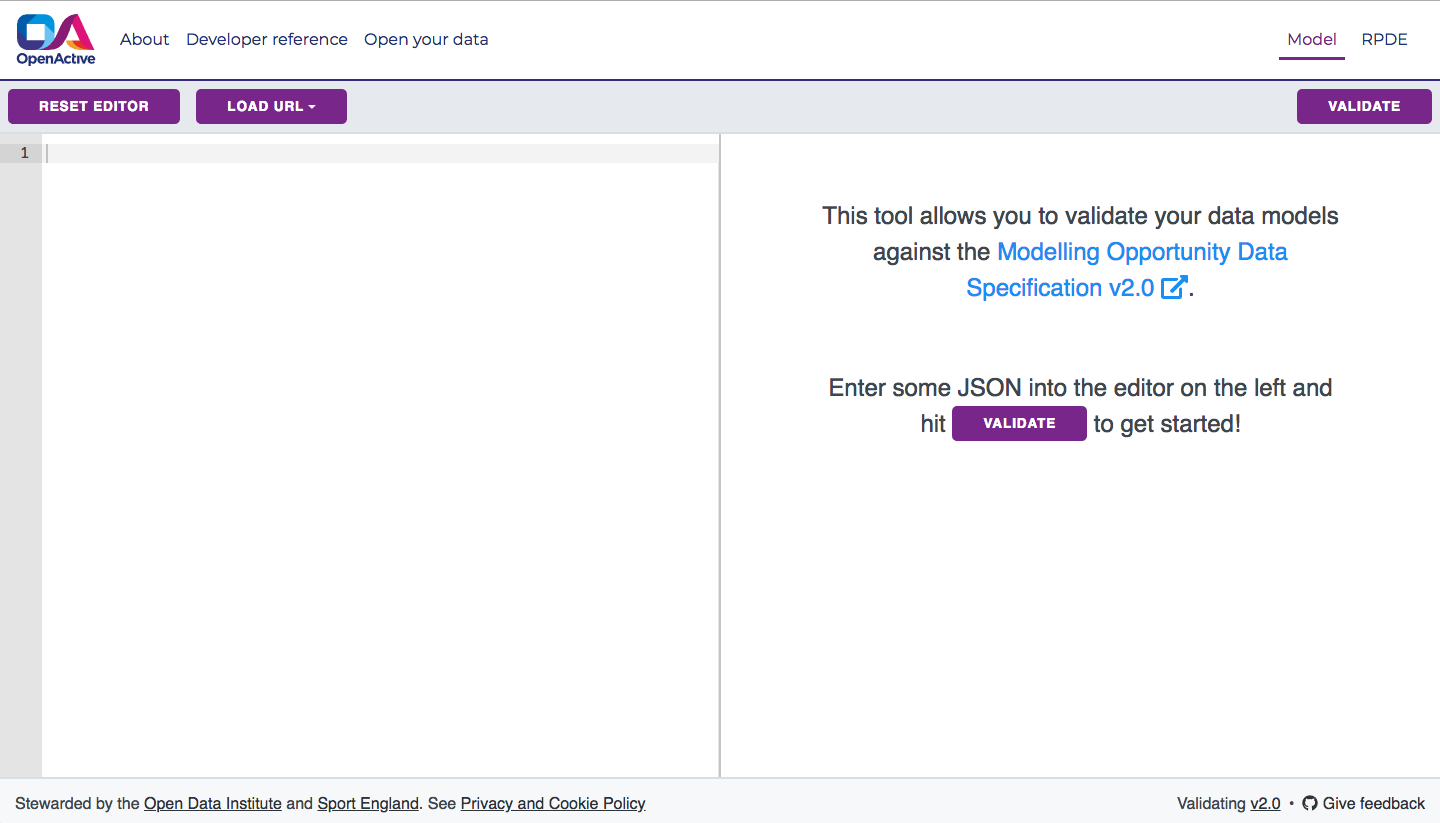 OpenActive
About Developer reference Open your data
Model RPDE
RESET EDITOR LOAD URL
VALIDATE
1
This tool allows you to validate your data models
against the Modelling Opportunity Data
Specification v2.0 .
Enter some JSON into the editor on the left and
hit VALIDATE to get started!
Stewarded by the Open Data Institute and Sport England. See Privacy and Cookie Policy
Validating v2.0 • Give feedback